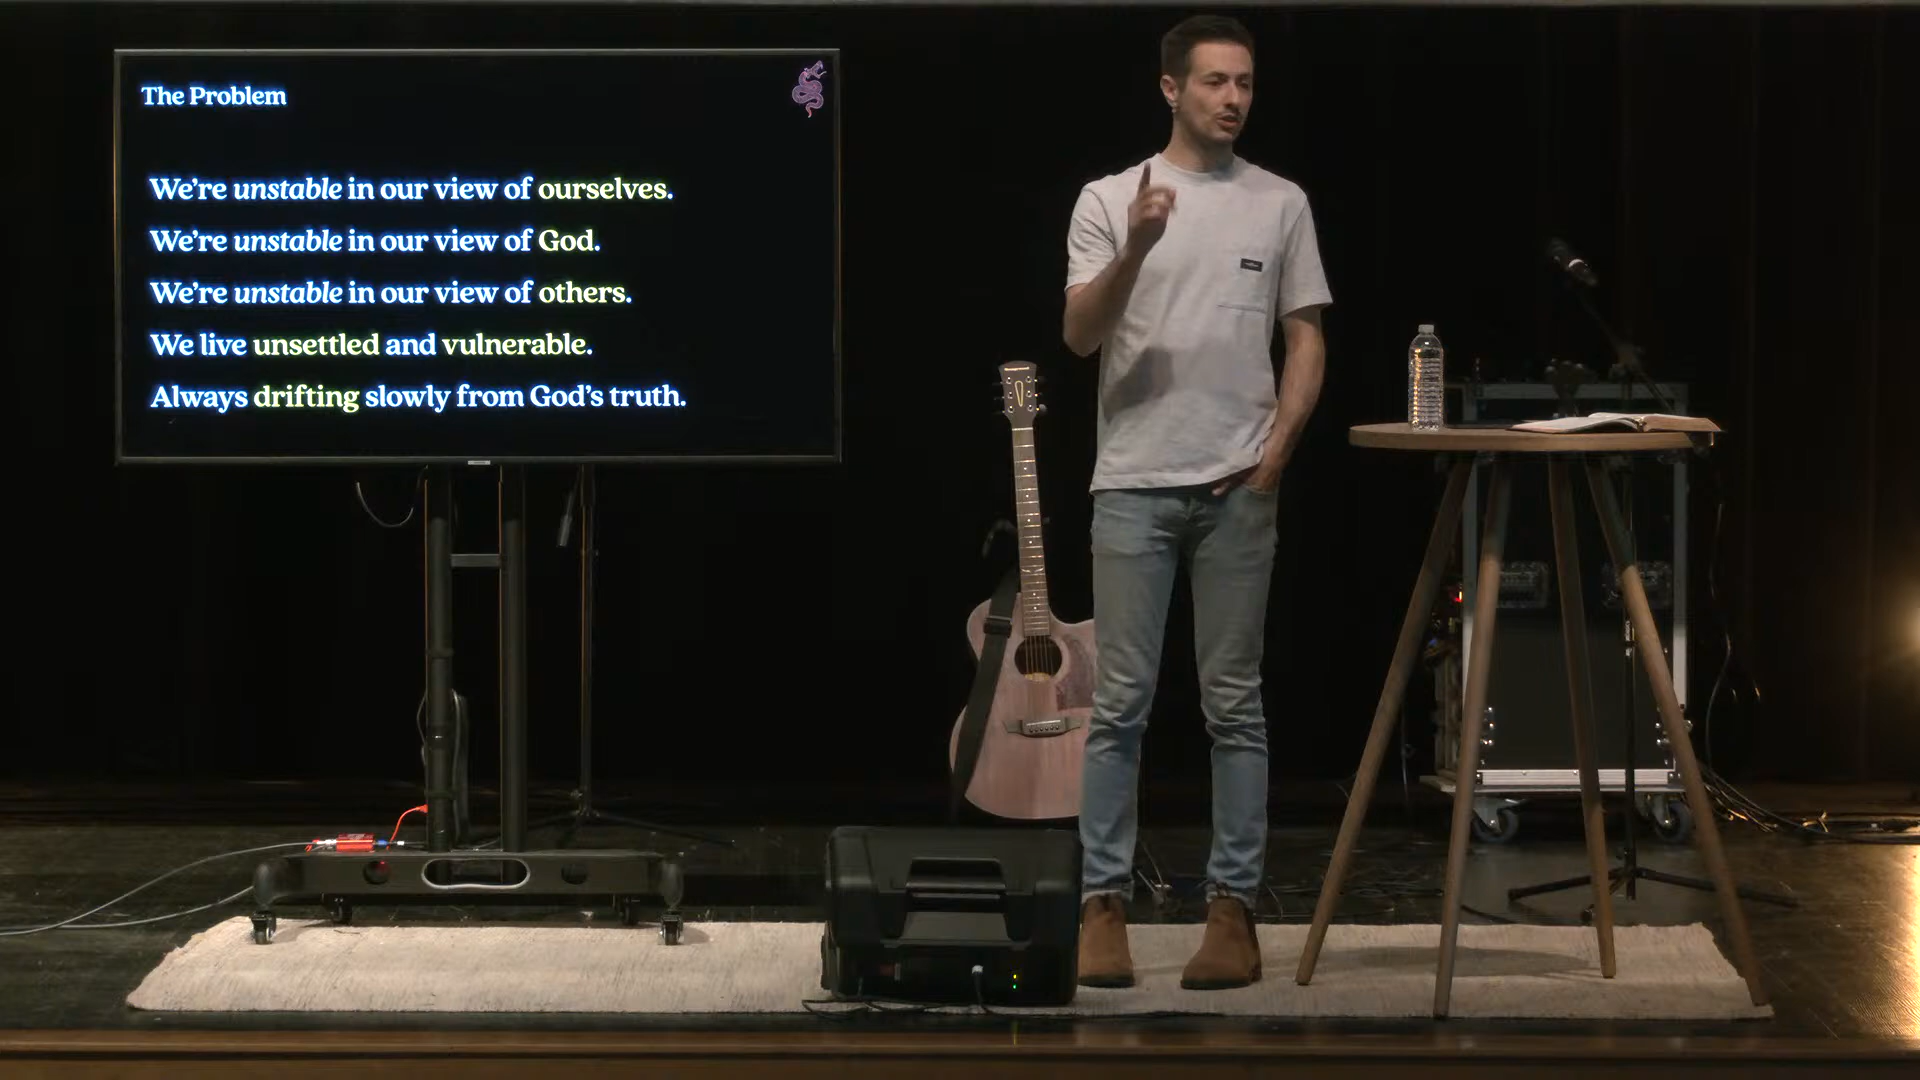 The Problem
We're unstable in our view of ourselves.
We're unstable in our view of God.
We're unstable in our view of others.
We live unsettled and vulnerable.
Always drifting slowly from God's truth.